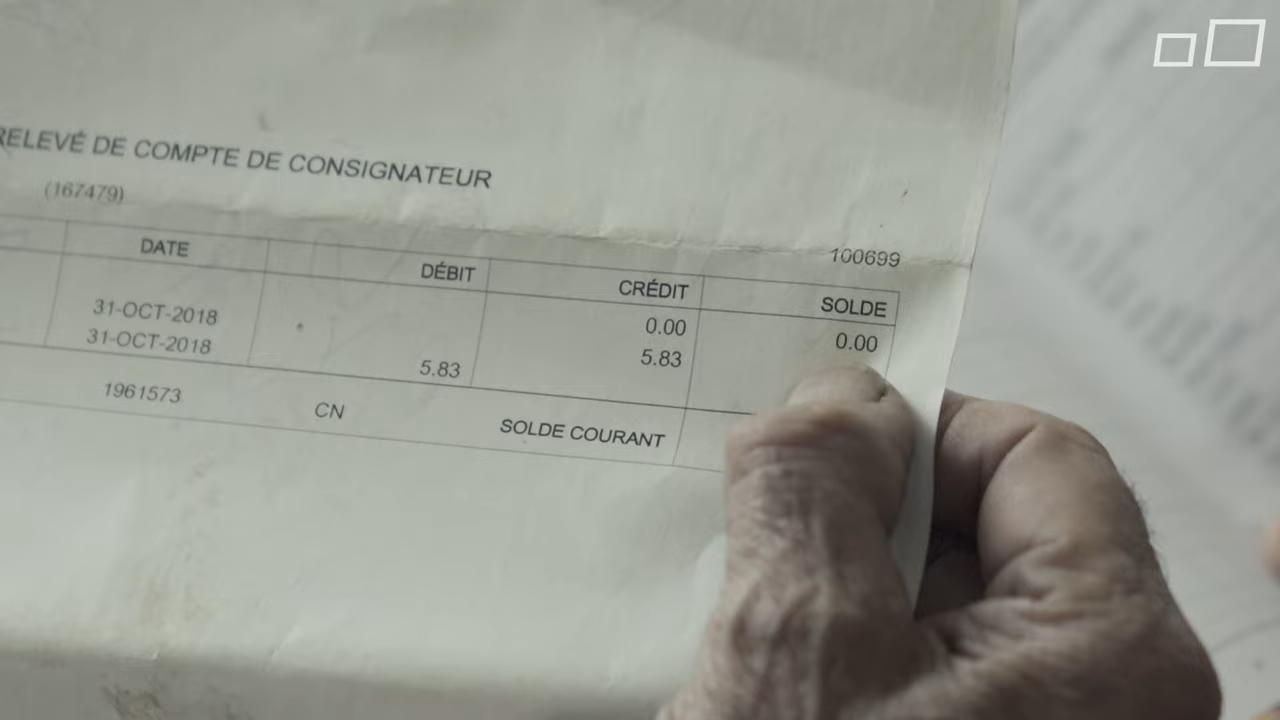 RELEVÉ DE COMPTE DE CONSIGNATEUR
(167479)
100699
DATE DÉBIT CRÉDIT SOLDE
31-OCT-2018 0.00 0.00
31-OCT-2018 5.83 5.83
1961573 CN SOLDE COURANT